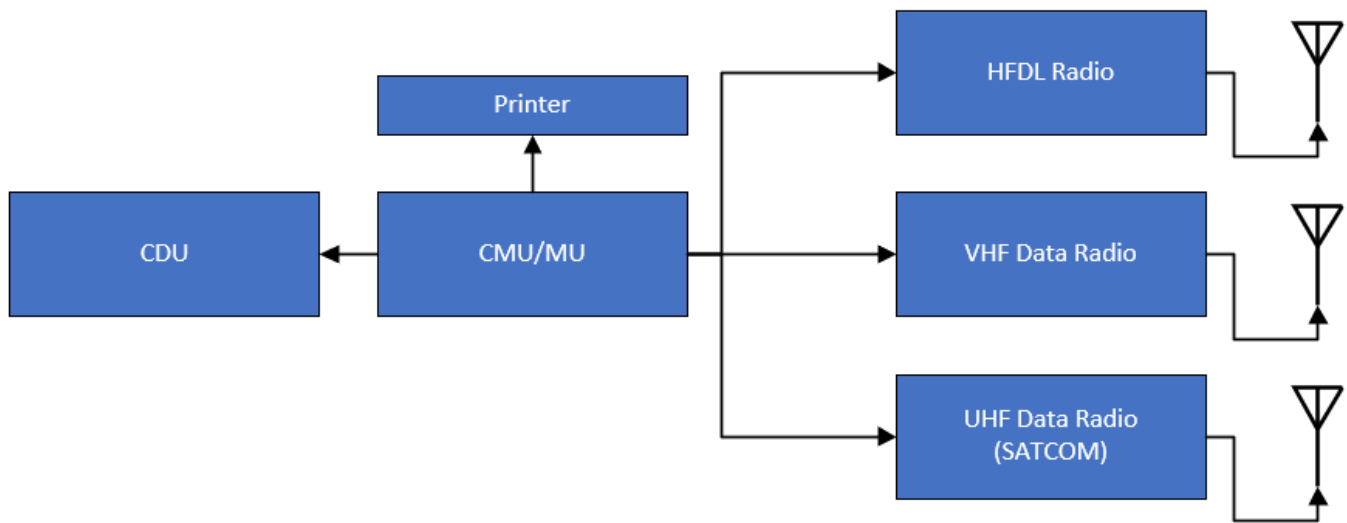 HFDL Radio
Printer
CDU
CMU/MU
VHF Data Radio
UHF Data Radio
(SATCOM)